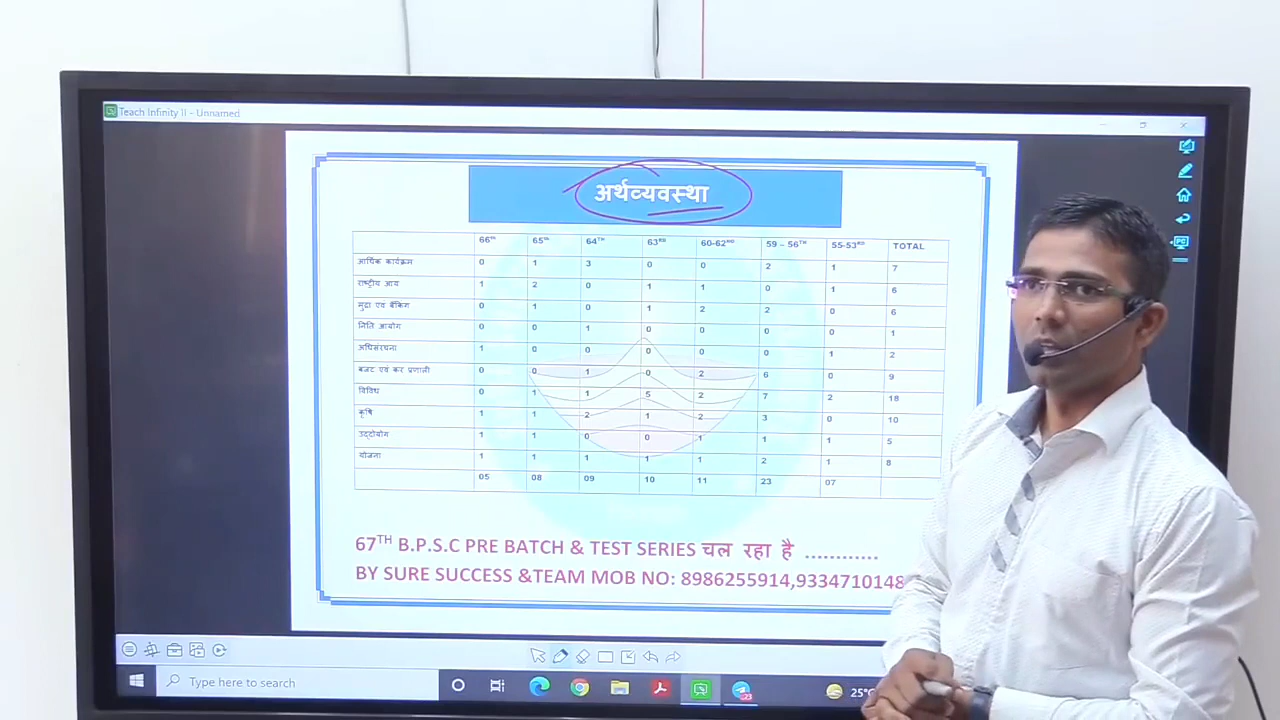 Teach Infinity II - Unnamed
अर्थव्यवस्था
66TH 65TH 64TH 63RD 60-62ND 59 – 56TH 55-53RD TOTAL
आर्थिक कार्यक्रम 0 1 3 0 0 2 1 7
राष्ट्रीय आय 1 2 0 1 1 0 1 6
मुद्रा एवं बैंकिंग 0 1 0 1 2 2 0 6
निति आयोग 0 0 1 0 0 0 0 1
अधिसंरचना 1 0 0 0 0 0 1 2
बजट एवं कर प्रणाली 0 0 1 0 2 6 0 9
विविध 0 1 1 5 2 7 2 18
कृषि 1 1 2 1 2 3 0 10
उद्दोयोग 1 1 0 0 1 1 1 5
योजना 1 1 1 1 1 2 1 8
05 08 09 10 11 23 07
67TH B.P.S.C PRE BATCH & TEST SERIES चल रहा है ............
BY SURE SUCCESS &TEAM MOB NO: 8986255914,9334710148
Type here to search
25°